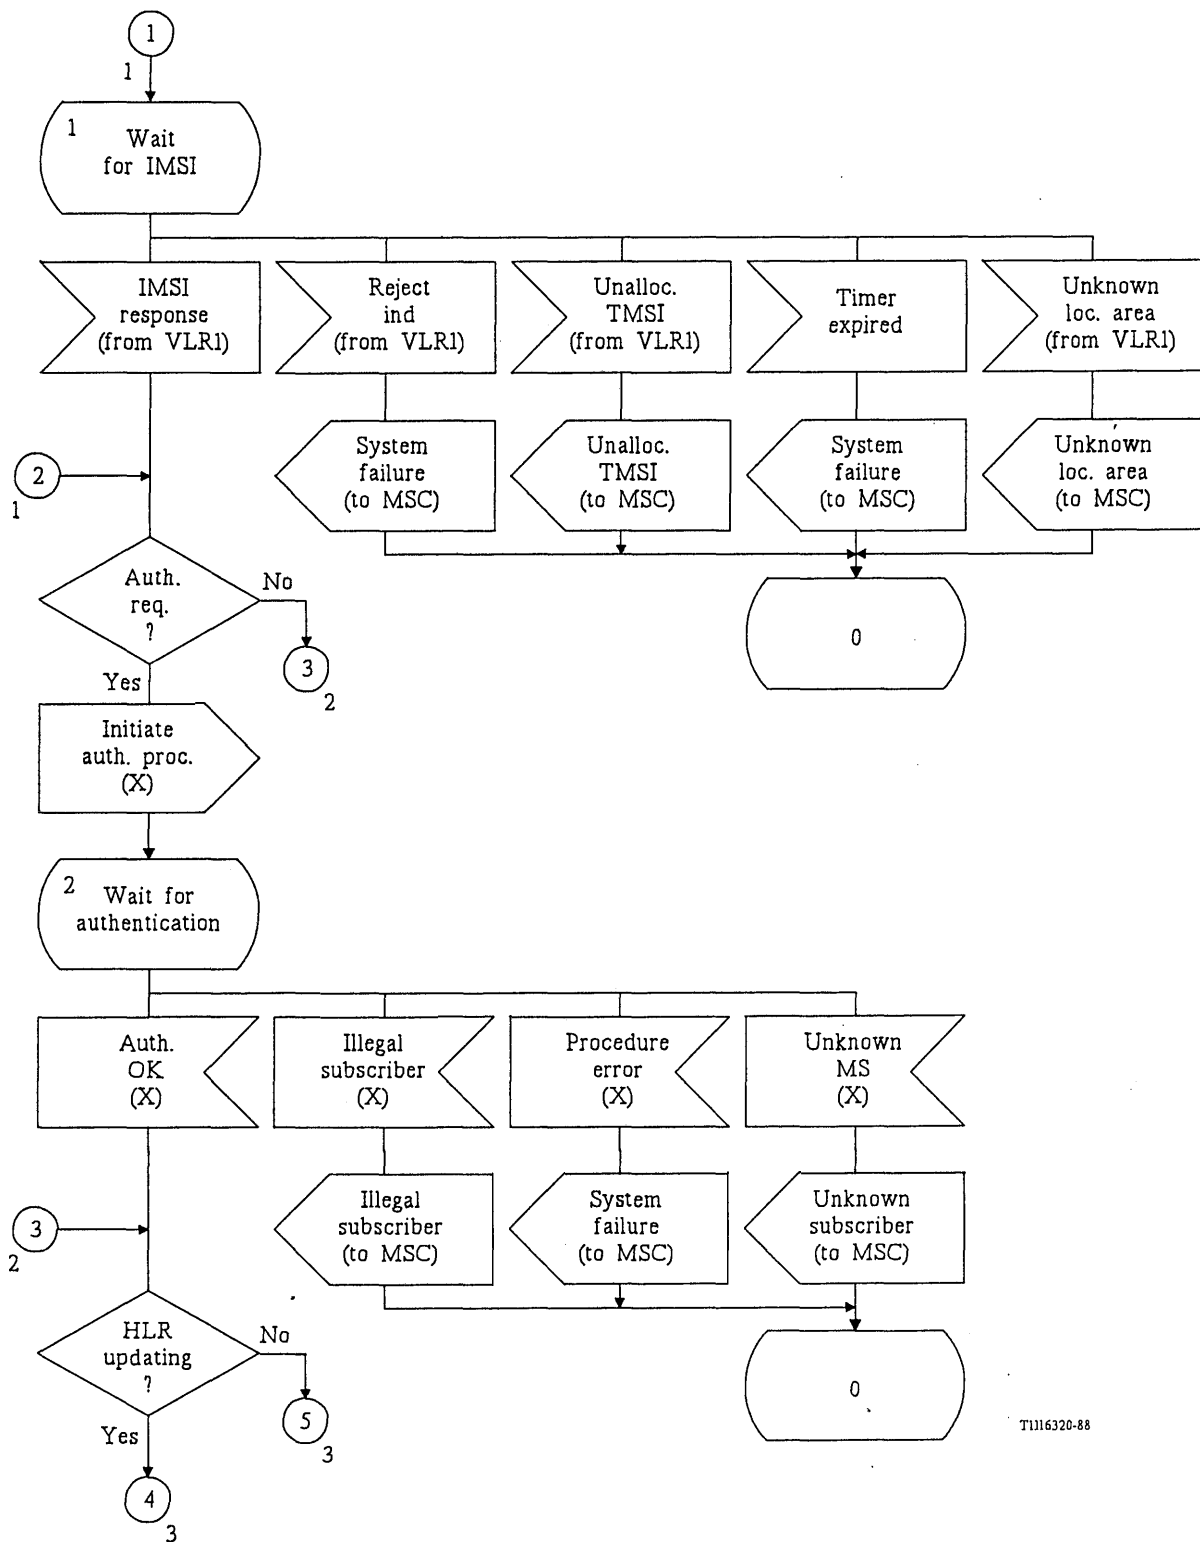 1
1
1
Wait
for IMSI
IMSI
response
(from VLR1)
Reject
ind
(from VLR1)
Unalloc.
TMSI
(from VLR1)
Timer
expired
Unknown
loc. area
(from VLR1)
System
failure
(to MSC)
Unalloc.
TMSI
(to MSC)
System
failure
(to MSC)
Unknown
loc. area
(to MSC)
2
1
Auth.
req.
?
No
3
2
0
Yes
Initiate
auth. proc.
(X)
2
Wait for
authentication
Auth.
OK
(X)
Illegal
subscriber
(X)
Procedure
error
(X)
Unknown
MS
(X)
Illegal
subscriber
(to MSC)
System
failure
(to MSC)
Unknown
subscriber
(to MSC)
3
2
HLR
updating
?
No
5
3
0
Yes
4
3
T1116320-88